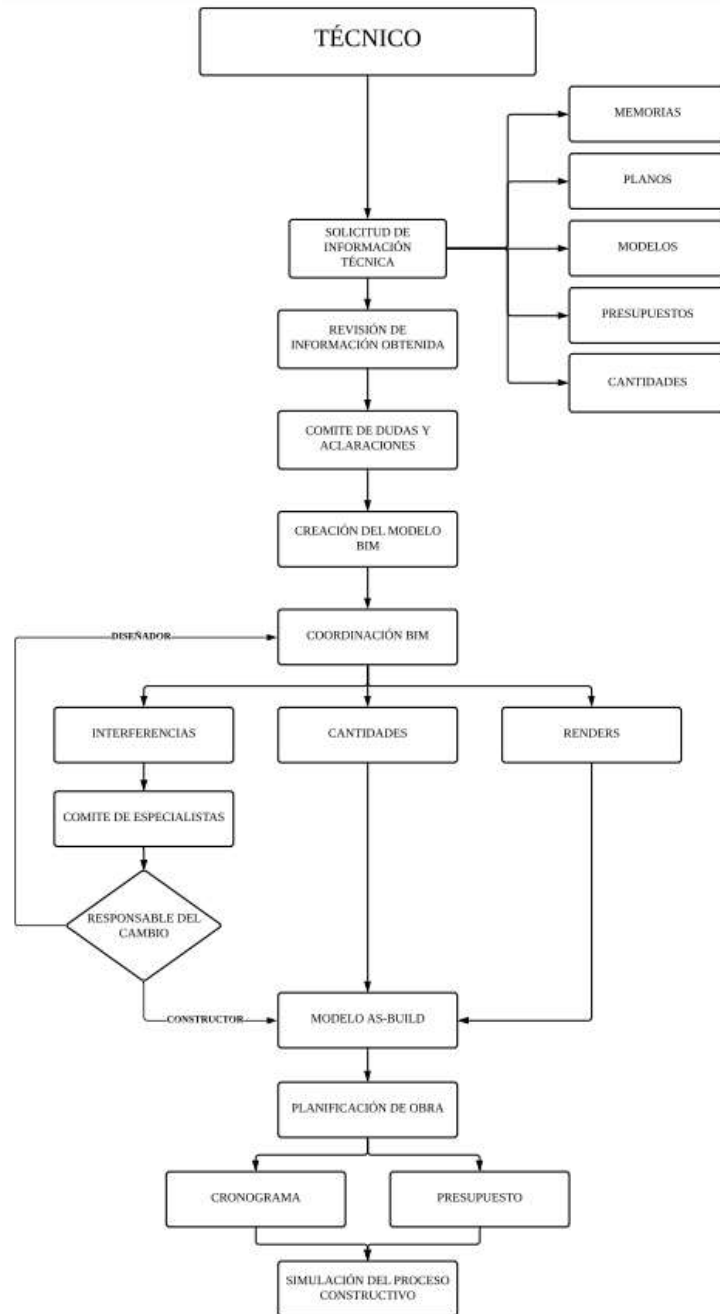 TÉCNICO
MEMORIAS
PLANOS
SOLICITUD DE
INFORMACIÓN
TÉCNICA
MODELOS
PRESUPUESTOS
REVISIÓN DE
INFORMACIÓN OBTENIDA
CANTIDADES
COMITE DE DUDAS Y
ACLARACIONES
CREACIÓN DEL MODELO
BIM
DISEÑADOR
COORDINACIÓN BIM
INTERFERENCIAS
CANTIDADES
RENDERS
COMITE DE ESPECIALISTAS
RESPONSABLE DEL
CAMBIO
CONSTRUCTOR
MODELO AS-BUILD
PLANIFICACIÓN DE OBRA
CRONOGRAMA
PRESUPUESTO
SIMULACIÓN DEL PROCESO
CONSTRUCTIVO